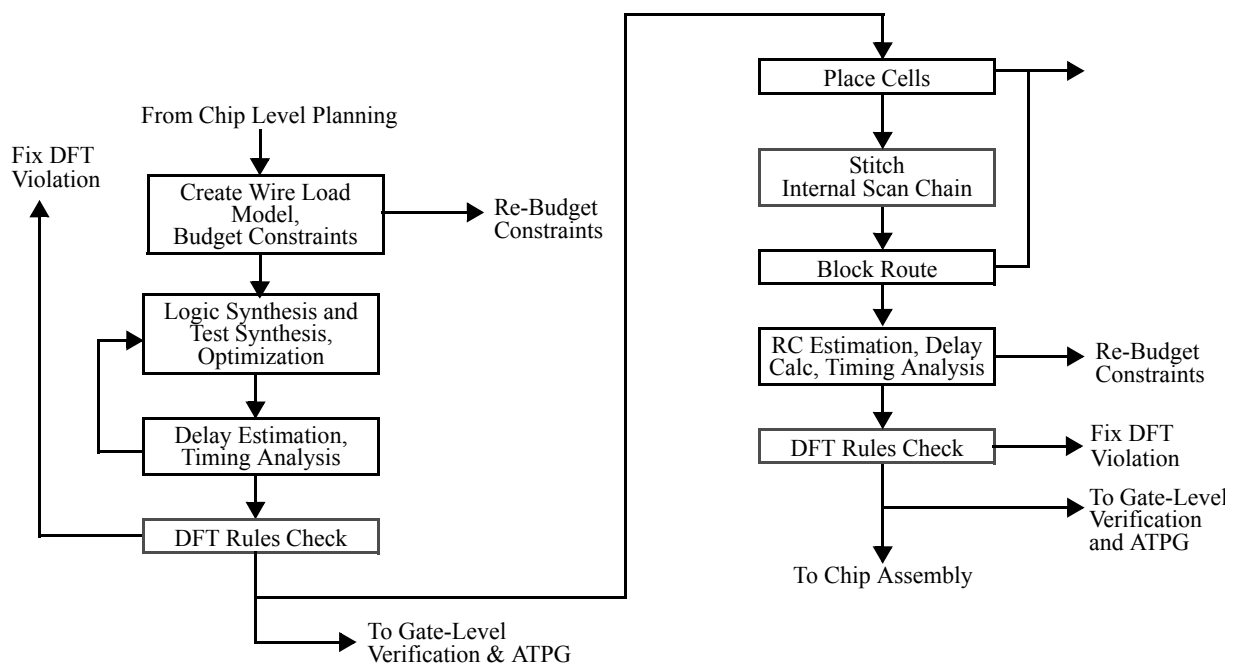 From Chip Level Planning
Fix DFT
Violation
Create Wire Load
Model,
Budget Constraints
Re-Budget
Constraints
Logic Synthesis and
Test Synthesis,
Optimization
Delay Estimation,
Timing Analysis
DFT Rules Check
To Gate-Level
Verification & ATPG
Place Cells
Stitch
Internal Scan Chain
Block Route
RC Estimation, Delay
Calc, Timing Analysis
Re-Budget
Constraints
DFT Rules Check
Fix DFT
Violation
To Gate-Level
Verification
and ATPG
To Chip Assembly